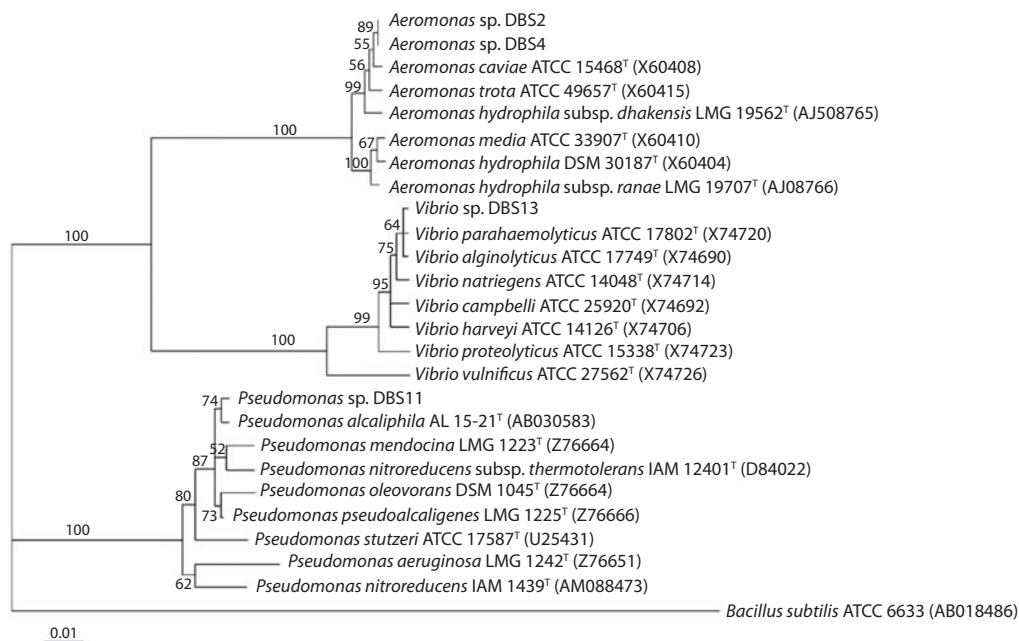 89
Aeromonas sp. DBS2
55
Aeromonas sp. DBS4
56
Aeromonas caviae ATCC 15468ᵀ (X60408)
99
Aeromonas trota ATCC 49657ᵀ (X60415)
Aeromonas hydrophila subsp. dhakensis LMG 19562ᵀ (AJ508765)
100
67
Aeromonas media ATCC 33907ᵀ (X60410)
100
Aeromonas hydrophila DSM 30187ᵀ (X60404)
Aeromonas hydrophila subsp. ranae LMG 19707ᵀ (AJ08766)
Vibrio sp. DBS13
100
64
Vibrio parahaemolyticus ATCC 17802ᵀ (X74720)
75
Vibrio alginolyticus ATCC 17749ᵀ (X74690)
95
Vibrio natriegens ATCC 14048ᵀ (X74714)
Vibrio campbelli ATCC 25920ᵀ (X74692)
99
Vibrio harveyi ATCC 14126ᵀ (X74706)
100
Vibrio proteolyticus ATCC 15338ᵀ (X74723)
Vibrio vulnificus ATCC 27562ᵀ (X74726)
74
Pseudomonas sp. DBS11
Pseudomonas alcaliphila AL 15-21ᵀ (AB030583)
52
Pseudomonas mendocina LMG 1223ᵀ (Z76664)
87
Pseudomonas nitroreducens subsp. thermotolerans IAM 12401ᵀ (D84022)
80
Pseudomonas oleovorans DSM 1045ᵀ (Z76664)
73
Pseudomonas pseudoalcaligenes LMG 1225ᵀ (Z76666)
100
Pseudomonas stutzeri ATCC 17587ᵀ (U25431)
Pseudomonas aeruginosa LMG 1242ᵀ (Z76651)
62
Pseudomonas nitroreducens IAM 1439ᵀ (AM088473)
Bacillus subtilis ATCC 6633 (AB018486)
0.01